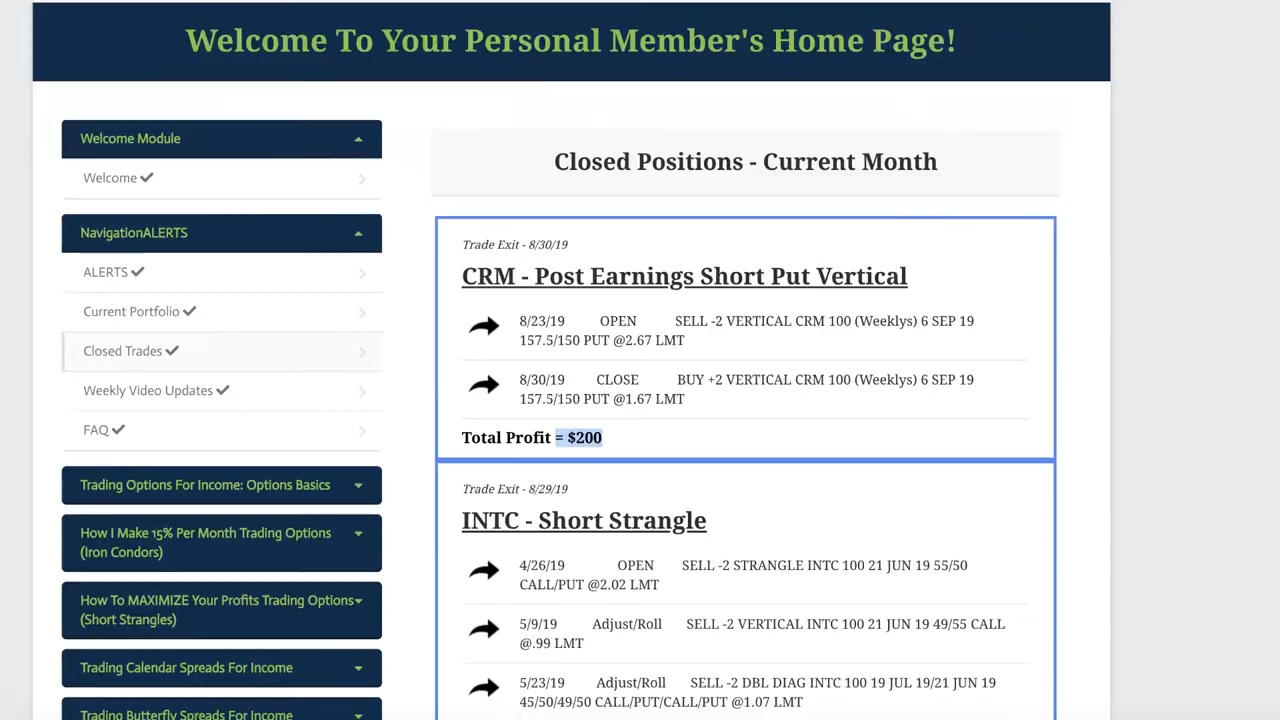 Welcome To Your Personal Member's Home Page!
Welcome Module
Welcome
NavigationALERTS
ALERTS
Current Portfolio
Closed Trades
Weekly Video Updates
FAQ
Trading Options For Income: Options Basics
How I Make 15% Per Month Trading Options
(Iron Condors)
How To MAXIMIZE Your Profits Trading Options
(Short Strangles)
Trading Calendar Spreads For Income
Trading Butterfly Spreads For Income
Closed Positions - Current Month
Trade Exit - 8/30/19
CRM - Post Earnings Short Put Vertical
8/23/19 OPEN SELL -2 VERTICAL CRM 100 (Weeklys) 6 SEP 19
157.5/150 PUT @2.67 LMT
8/30/19 CLOSE BUY +2 VERTICAL CRM 100 (Weeklys) 6 SEP 19
157.5/150 PUT @1.67 LMT
Total Profit = $200
Trade Exit - 8/29/19
INTC - Short Strangle
4/26/19 OPEN SELL -2 STRANGLE INTC 100 21 JUN 19 55/50
CALL/PUT @2.02 LMT
5/9/19 Adjust/Roll SELL -2 VERTICAL INTC 100 21 JUN 19 49/55 CALL
@.99 LMT
5/23/19 Adjust/Roll SELL -2 DBL DIAG INTC 100 19 JUL 19/21 JUN 19
45/50/49/50 CALL/PUT/CALL/PUT @1.07 LMT